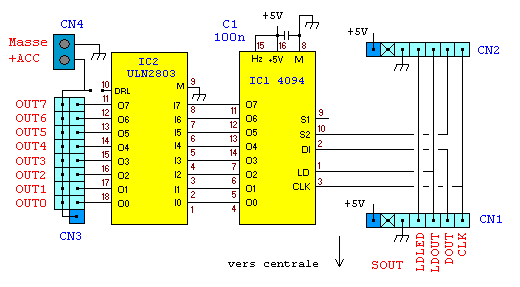 CN4
Masse
+ACC
C1
100n
+5V
IC2
ULN2803
15
16
8
Hz
+5V
M
IC1 4094
+5V
CN2
10
DRL
M
9
OUT7
11
O7
I7
8
11
O7
OUT6
12
O6
I6
7
12
O6
S1
9
OUT5
13
O5
I5
6
13
O5
S2
10
OUT4
14
O4
I4
5
14
O4
DI
2
OUT3
15
O3
I3
4
7
O3
OUT2
16
O2
I2
3
6
O2
LD
1
OUT1
17
O1
I1
2
5
O1
CLK
3
OUT0
18
O0
I0
1
4
O0
CN3
+5V
CN1
vers centrale
SOUT
LDLED
LDOUT
DOUT
CLK